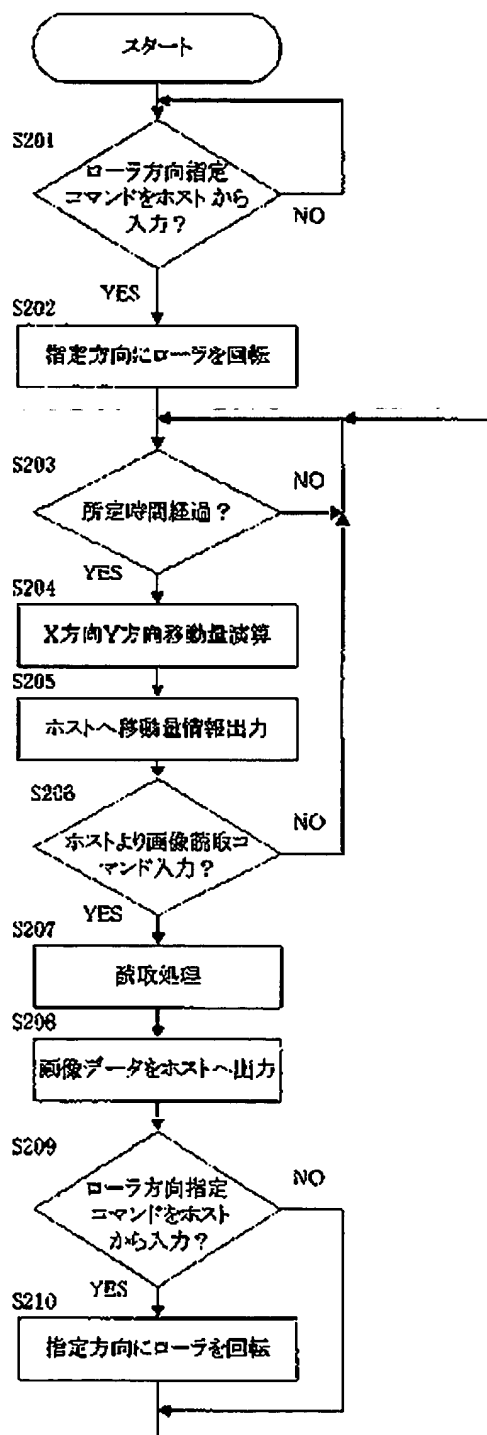 スタート
S201
ローラ方向指定
コマンドをホストから
入力？
NO
YES
S202
指定方向にローラを回転
S203
所定時間経過？
NO
YES
S204
X方向Y方向移動量演算
S205
ホストへ移動量情報出力
S206
ホストより画像読取コ
マンド入力？
NO
YES
S207
読取処理
S208
画像データをホストへ出力
S209
ローラ方向指定
コマンドをホスト
から入力？
NO
YES
S210
指定方向にローラを回転